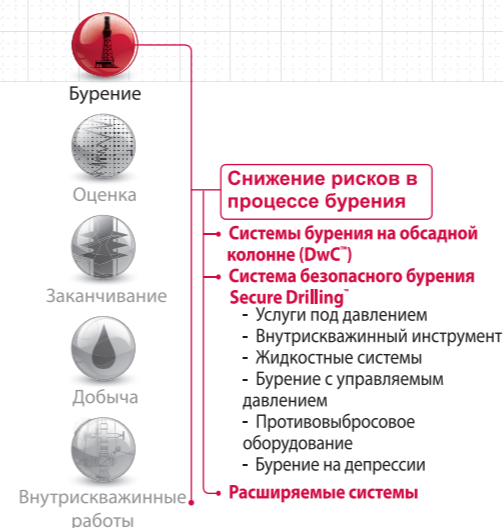 Бурение
Оценка
Заканчивание
Добыча
Внутрискважинные
работы
Снижение рисков в
процессе бурения
Системы бурения на обсадной
колонне (DwC™)
Система безопасного бурения
Secure Drilling™
- Услуги под давлением
- Внутрискважинный инструмент
- Жидкостные системы
- Бурение с управляемым
давлением
- Противовыбросовое
оборудование
- Бурение на депрессии
Расширяемые системы